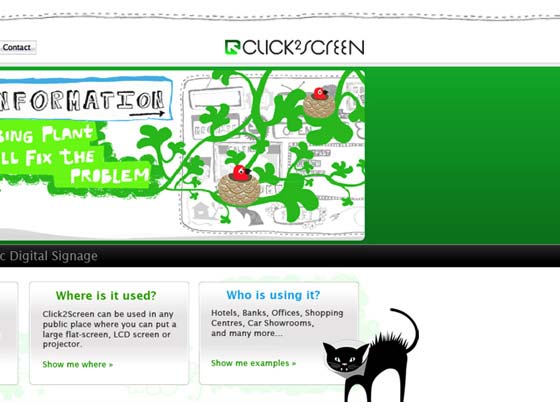 Contact
CLICK2SCREEN
NFORMATION
BING PLANT
LL FIX THE
PROBLEM
c Digital Signage
Where is it used?
Click2Screen can be used in any
public place where you can put a
large flat-screen, LCD screen or
projector.
Show me where »
Who is using it?
Hotels, Banks, Offices, Shopping
Centres, Car Showrooms,
and many more...
Show me examples »